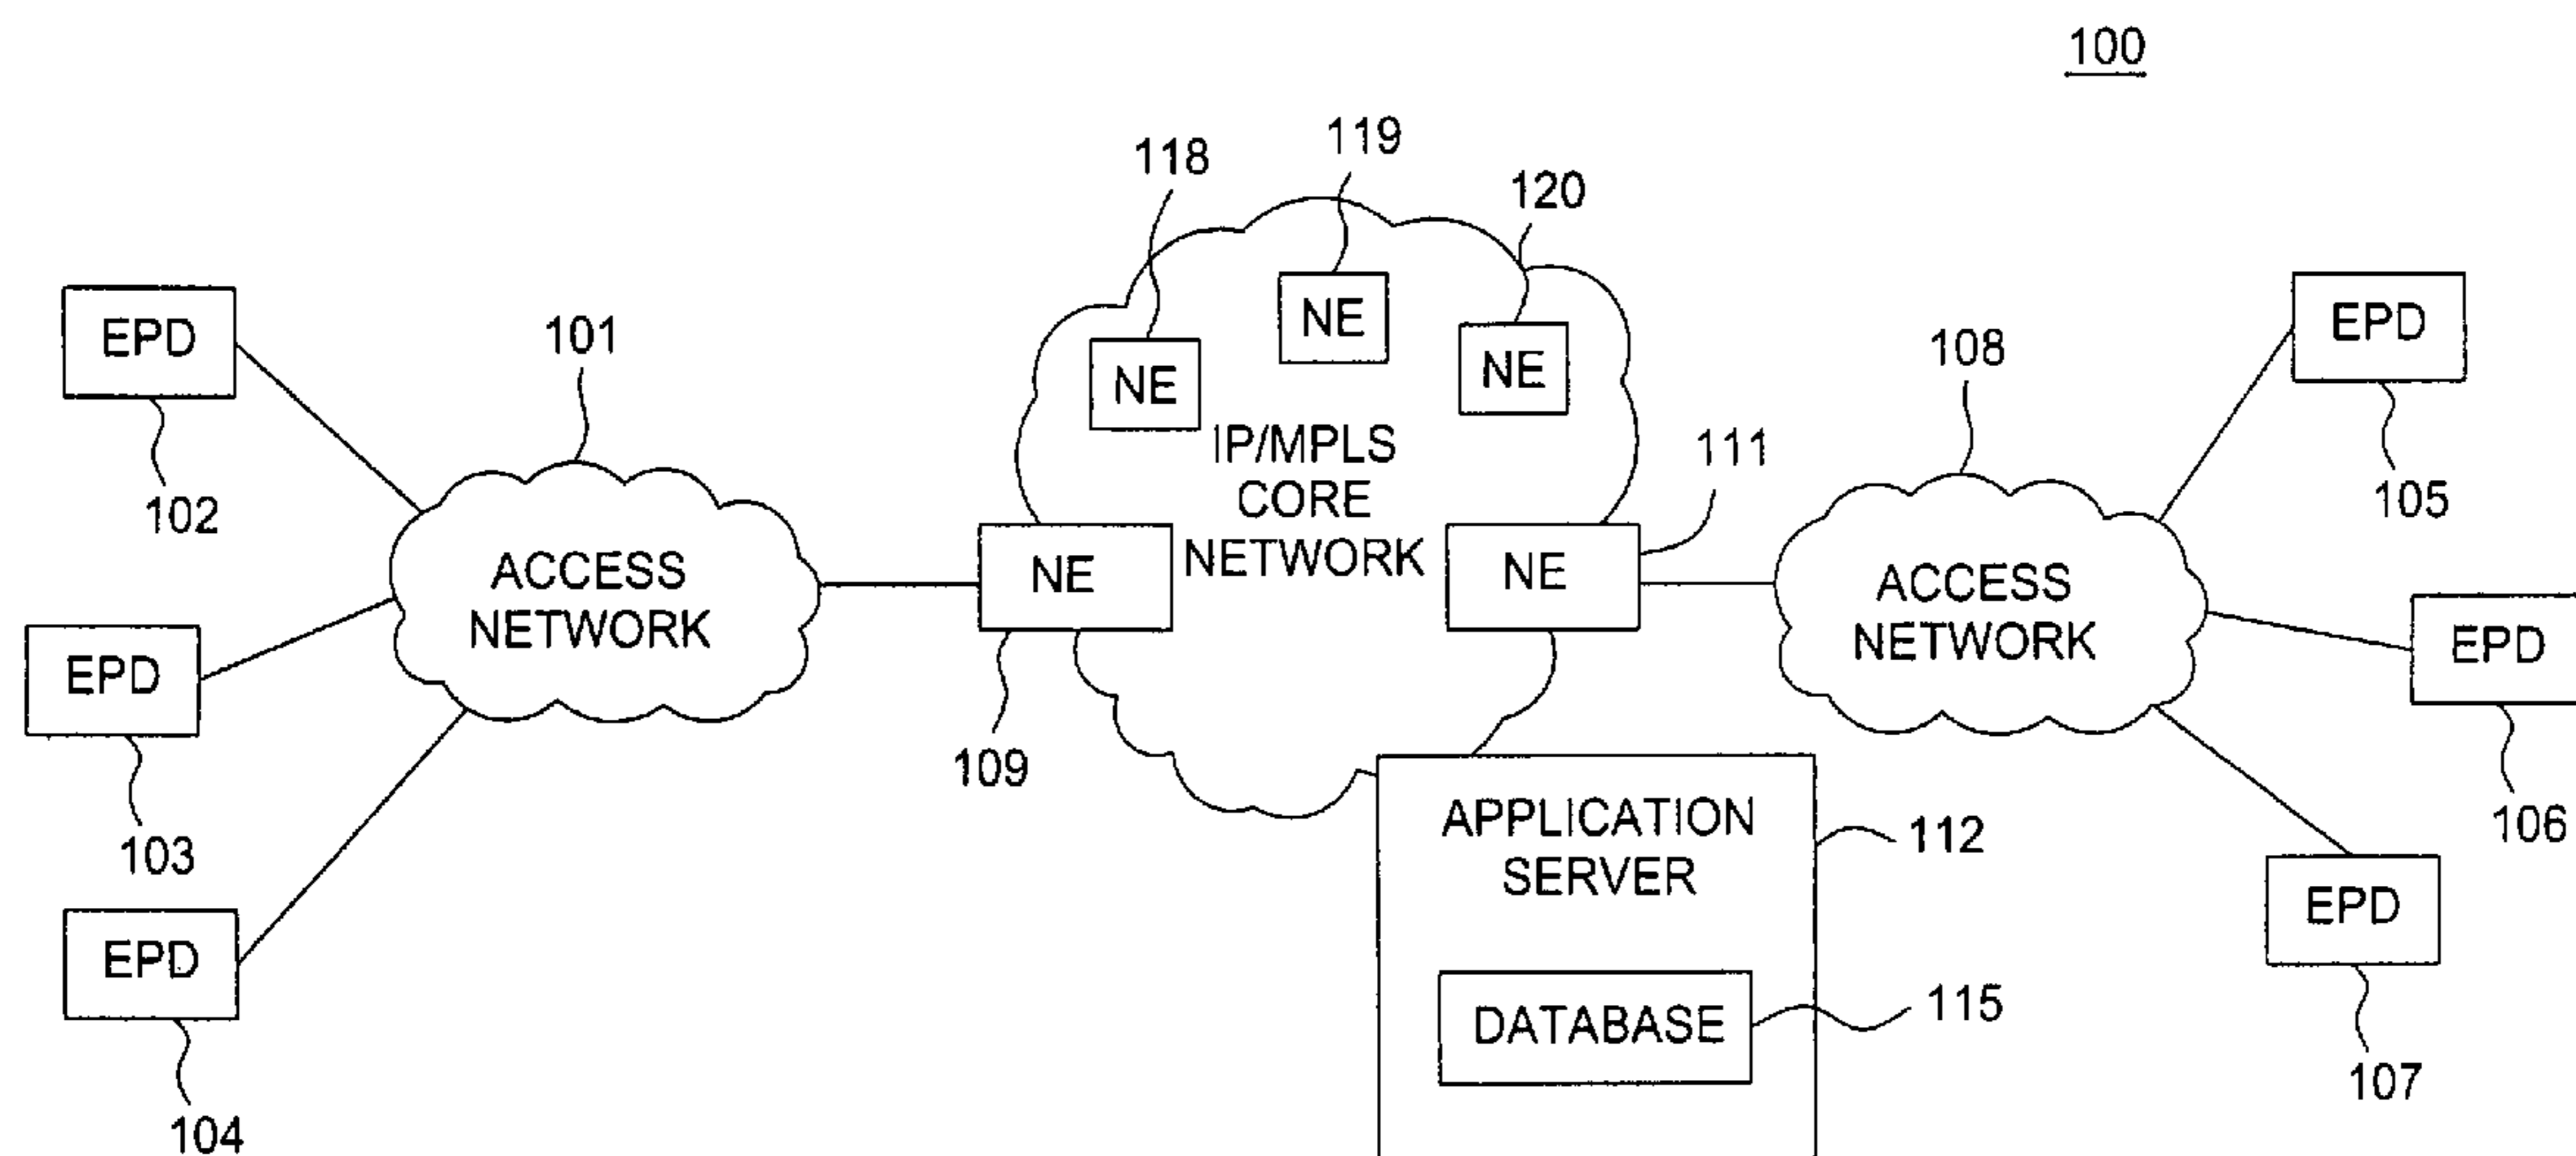 100
118
119
120
EPD
102
101
ACCESS
NETWORK
EPD
103
EPD
104
NE
NE
NE
IP/MPLS
CORE
NETWORK
NE
109
NE
111
108
ACCESS
NETWORK
EPD
105
EPD
106
EPD
107
APPLICATION
SERVER
112
DATABASE
115